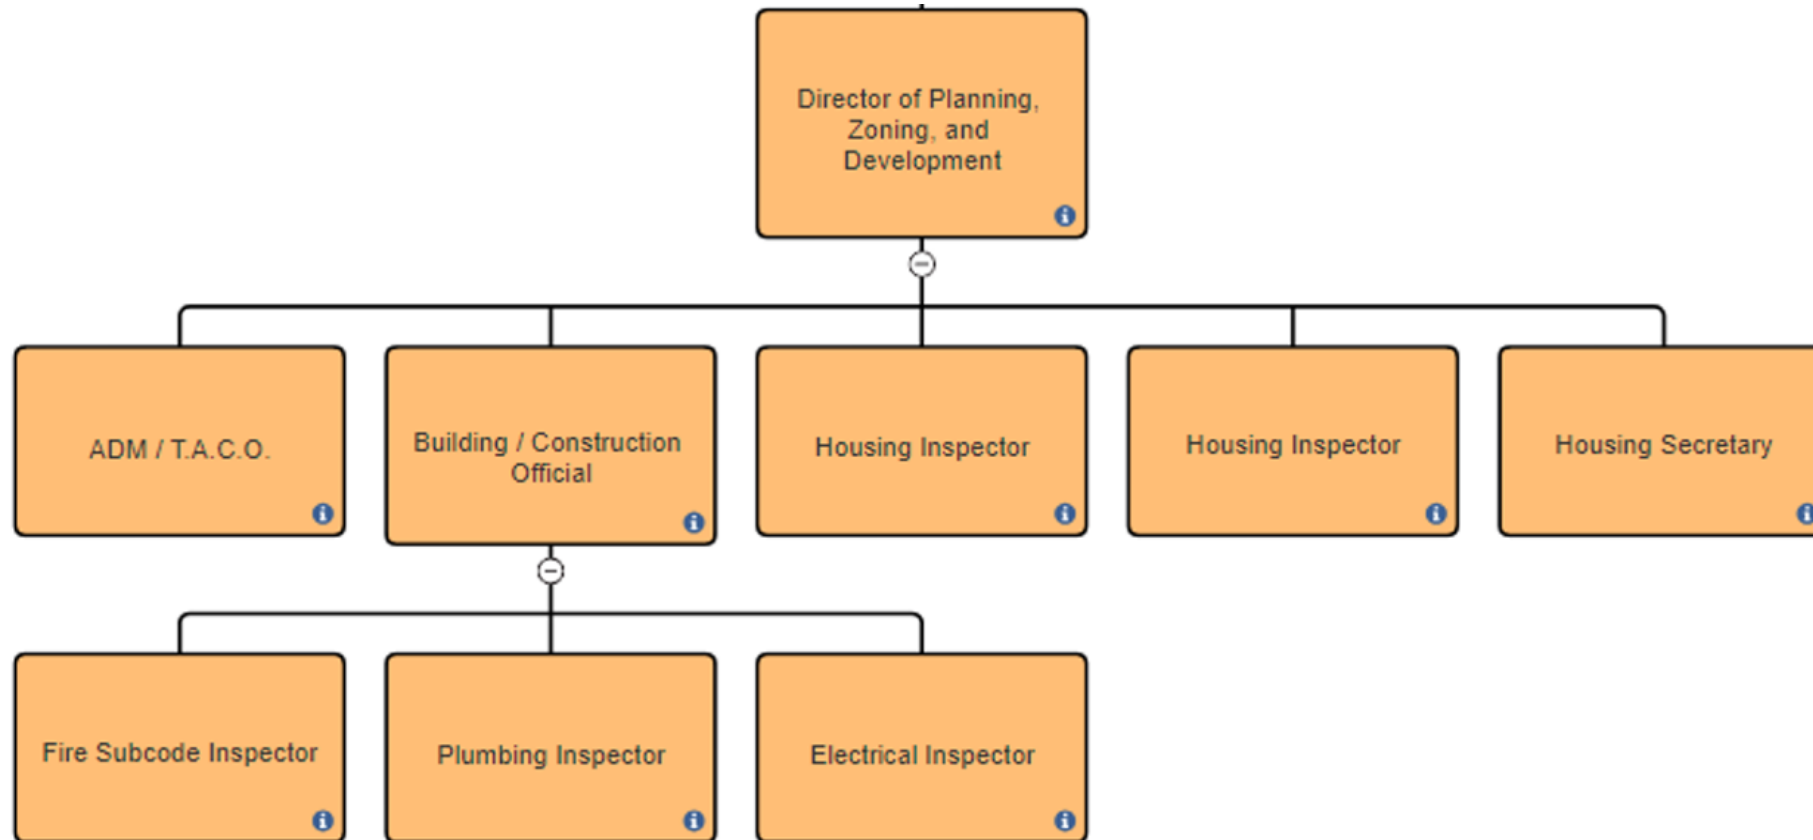 Director of Planning,
Zoning, and
Development
ADM / T.A.C.O.
Building / Construction
Official
Housing Inspector
Housing Inspector
Housing Secretary
Fire Subcode Inspector
Plumbing Inspector
Electrical Inspector